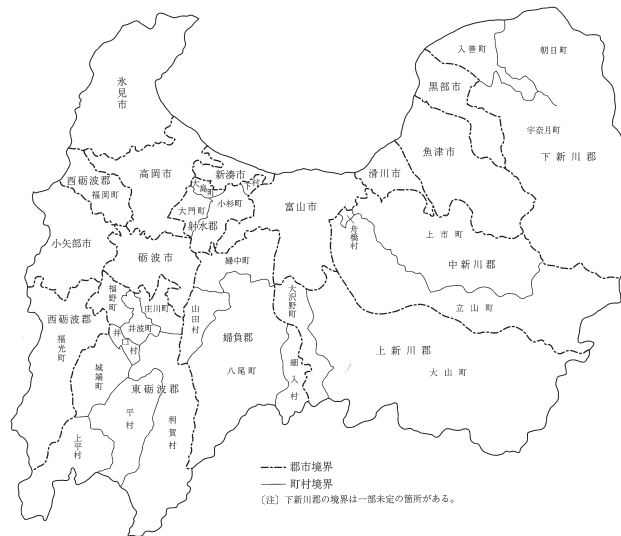 入善町
朝日町
氷見市
黒部市
宇奈月町
下新川郡
魚津市
西砺波郡
福岡町
高岡市
新湊市
大島町
下村
小杉町
大門町
射水郡
富山市
滑川市
舟橋村
上市町
中新川郡
立山町
小矢部市
砺波市
婦中町
福野町
庄川町
井波町
井口村
山田村
大沢野町
西砺波郡
福光町
城端町
東砺波郡
平村
利賀村
上平村
婦負郡
八尾町
細入村
上新川郡
大山町
郡市境界
町村境界
〔注〕下新川郡の境界は一部未定の箇所がある。